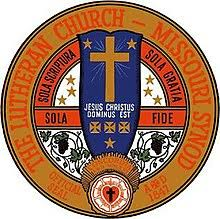 THE LUTHERAN CHURCH – MISSOURI SYNOD
SOLA SCRIPTURA
SOLA GRATIA
JESUS CHRISTUS
DOMINUS EST
SOLA
FIDE
OFFICIAL
SEAL
A.D.
1847